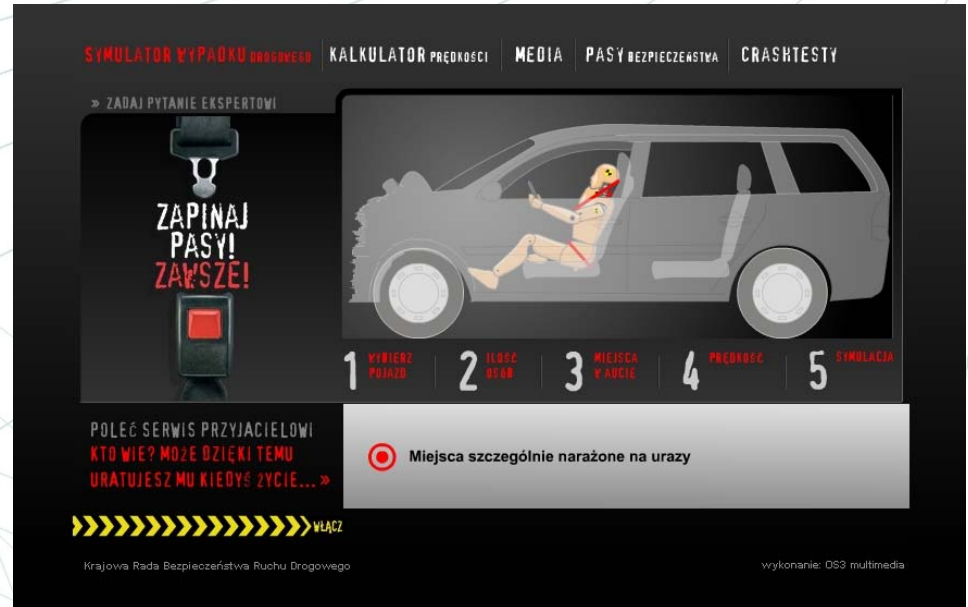 SYMULATOR WYPADKU DROGOWEGO KALKULATOR PRĘDKOŚCI MEDIA PASY BEZPIECZEŃSTWA CRASHTESTY
» ZADAJ PYTANIE EKSPERTOWI
ZAPINAJ
PASY!
ZAWSZE!
1 WYBIERZ POJAZD 2 ILOŚĆ OSÓB 3 MIEJSCA W AUCIE 4 PRĘDKOŚĆ 5 SYMULACJA
POLEĆ SERWIS PRZYJACIELOWI
KTO WIE? MOŻE DZIĘKI TEMU
URATUJESZ MU KIEDYŚ ŻYCIE... »
Miejsca szczególnie narażone na urazy
WŁĄCZ
Krajowa Rada Bezpieczeństwa Ruchu Drogowego
wykonanie: OS3 multimedia